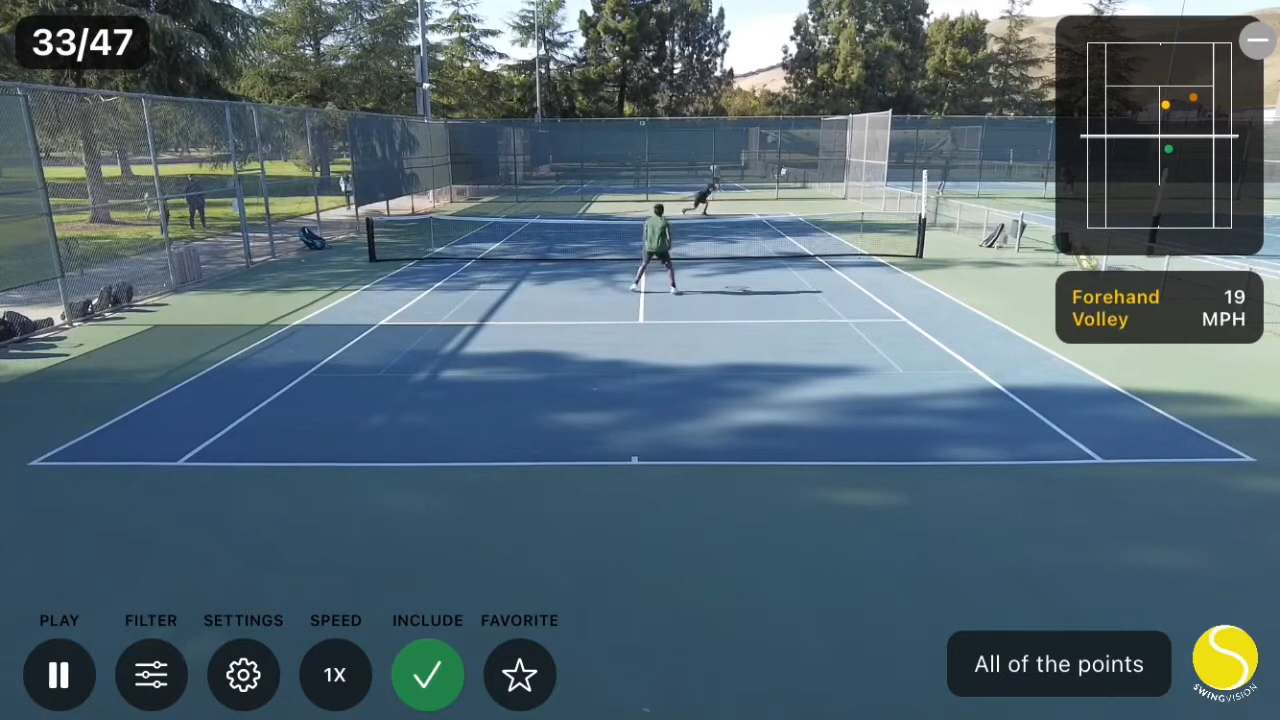 33/47
Forehand 19
Volley MPH
PLAY FILTER SETTINGS SPEED INCLUDE FAVORITE
1X
All of the points
SWINGVISION